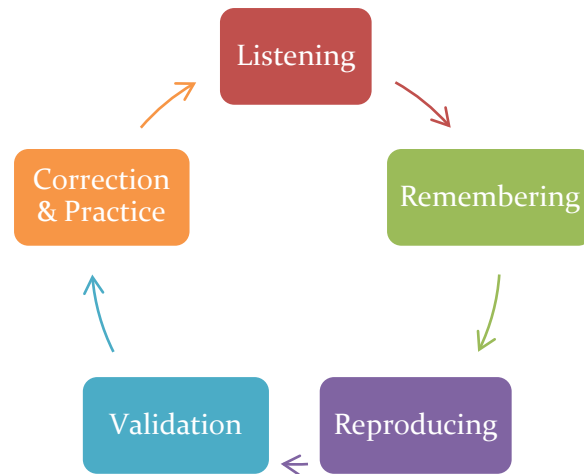 Listening
Remembering
Reproducing
Validation
Correction
& Practice